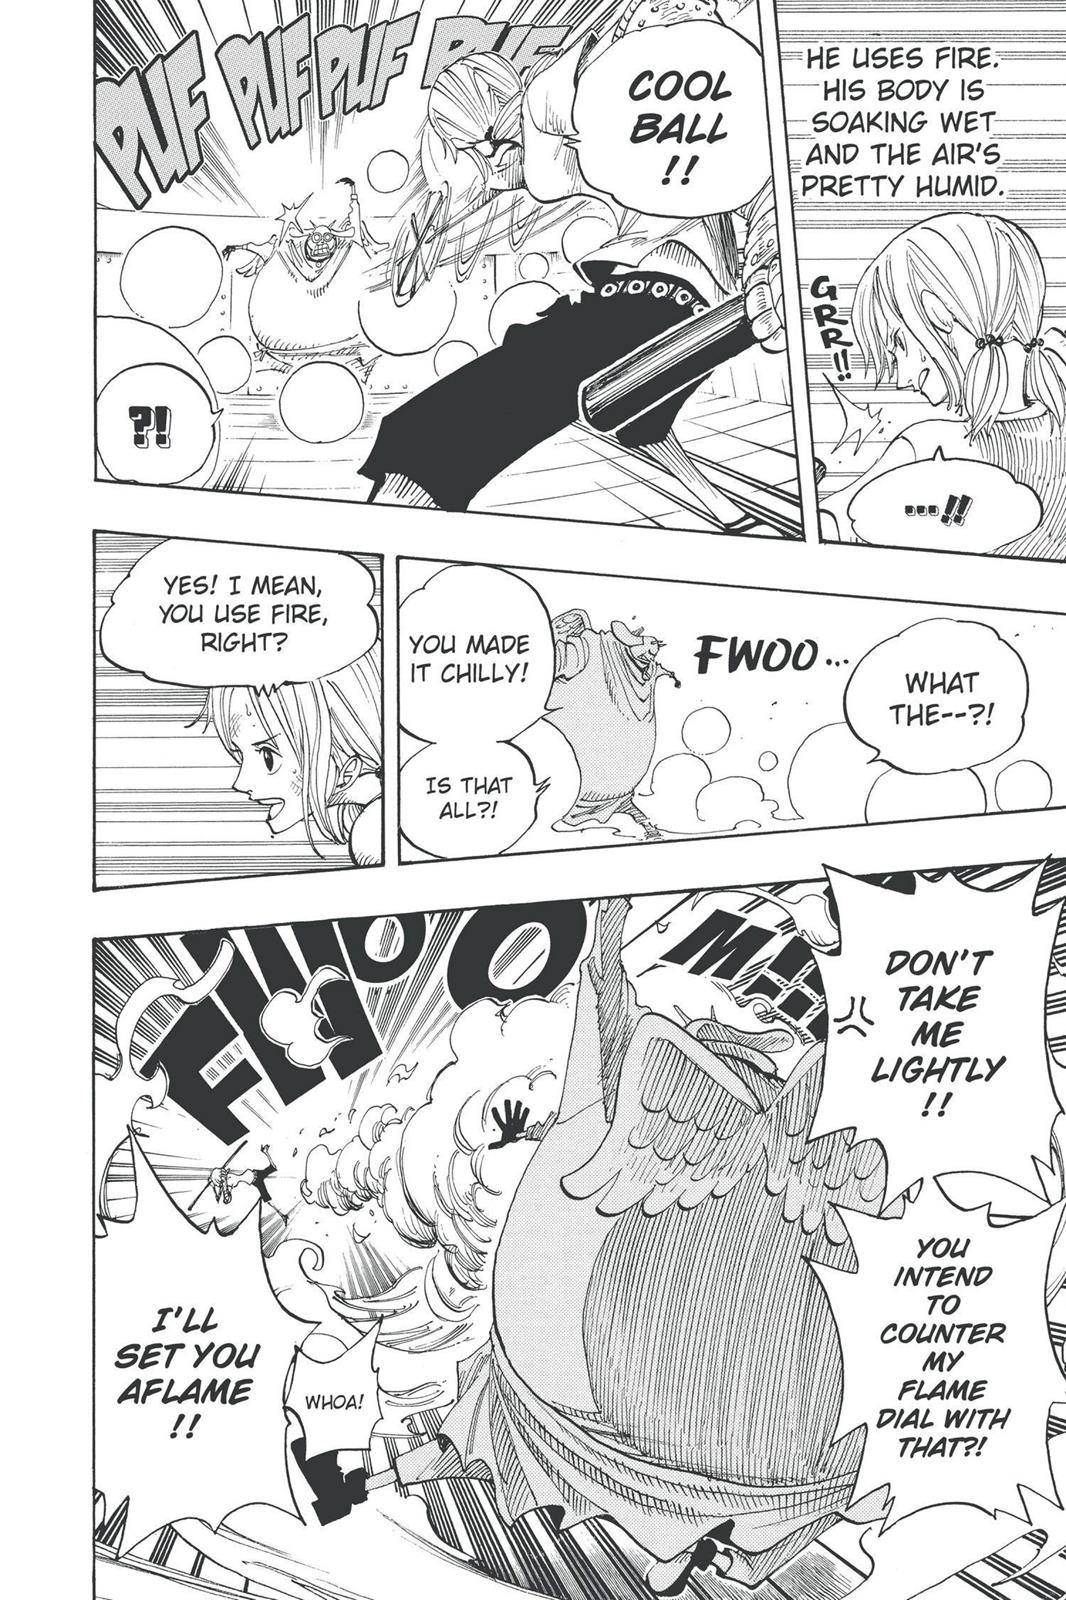 HE USES FIRE.
HIS BODY IS
SOAKING WET
AND THE AIR'S
PRETTY HUMID.
GRR!!
...!!
COOL
BALL
!!
PUF PUF PUF PUF
?!
WHAT
THE--?!
FWOO...
YOU MADE
IT CHILLY!
IS THAT
ALL?!
YES! I MEAN,
YOU USE FIRE,
RIGHT?
DON'T
TAKE
ME
LIGHTLY
!!
YOU
INTEND
TO
COUNTER
MY
FLAME
DIAL WITH
THAT?!
WHOA!
I'LL
SET YOU
AFLAME
!!